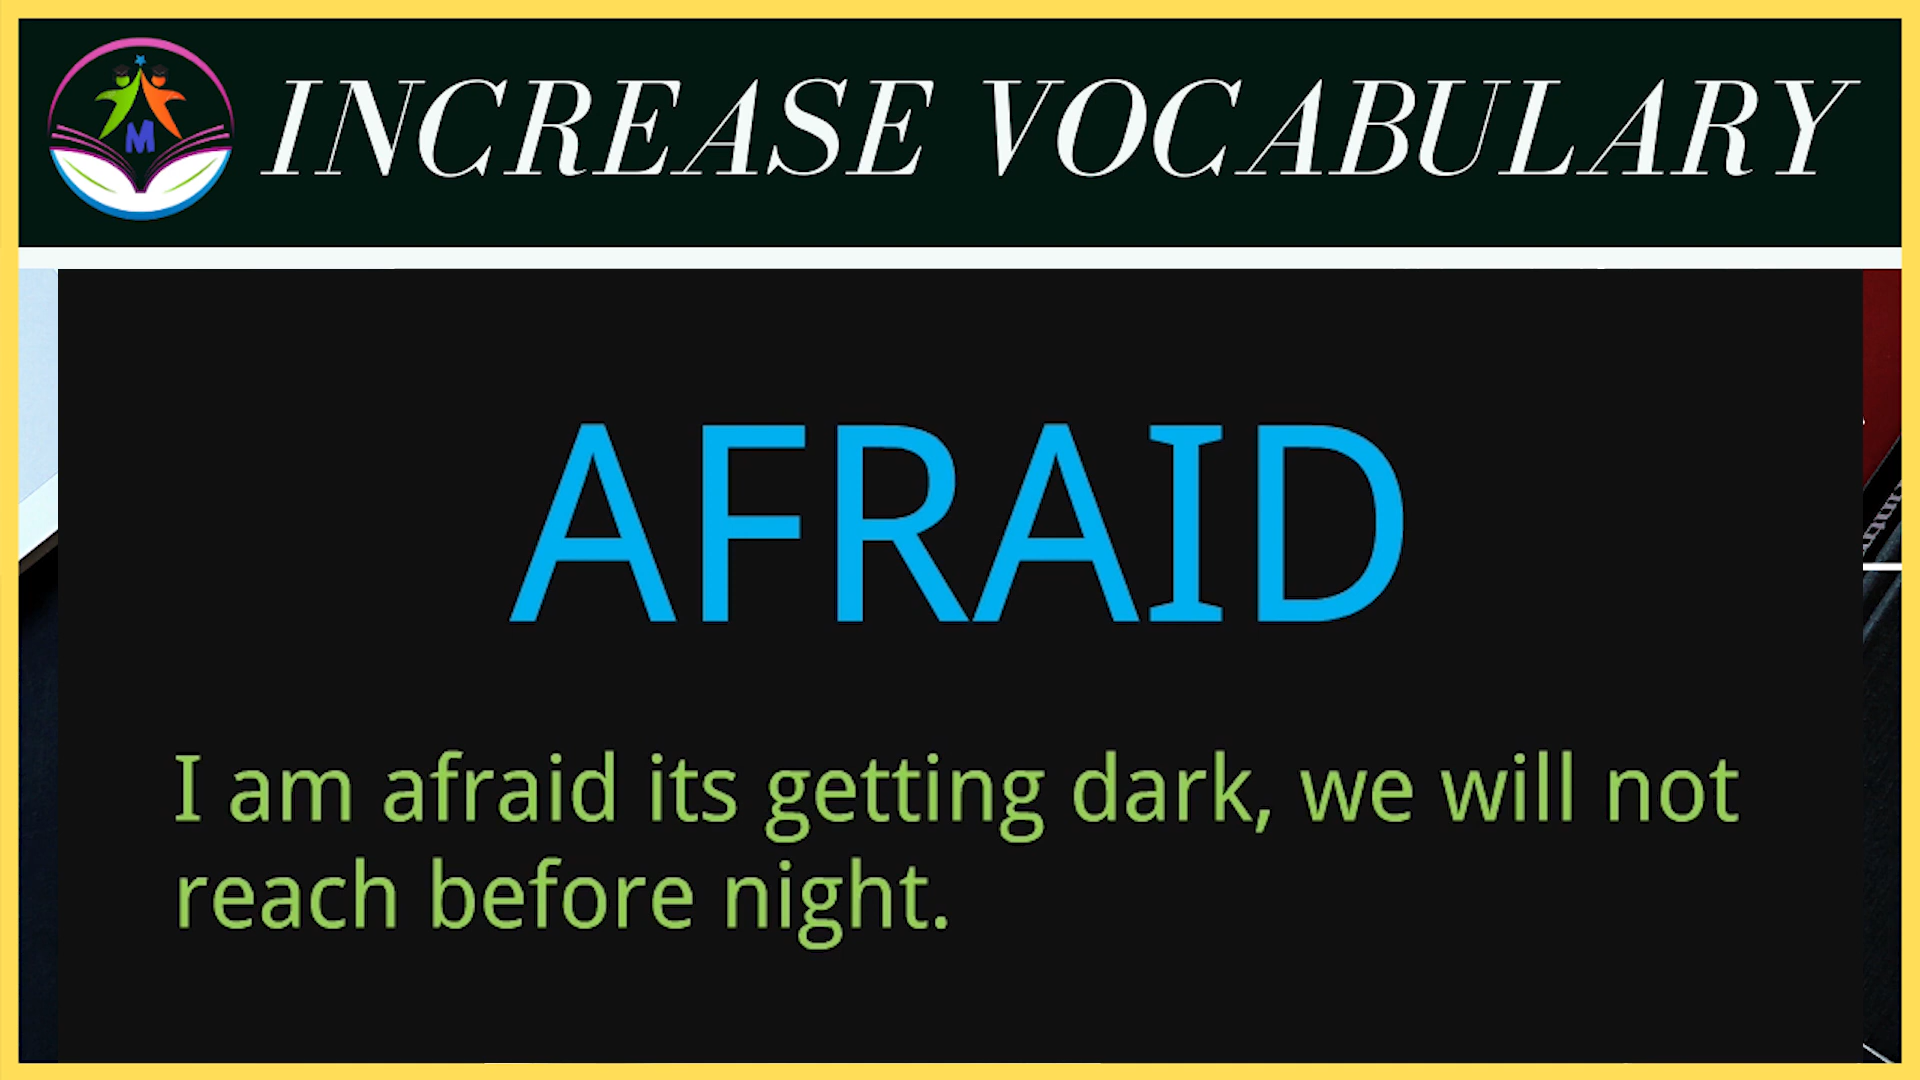 M
INCREASE VOCABULARY
AFRAID
I am afraid its getting dark, we will not
reach before night.